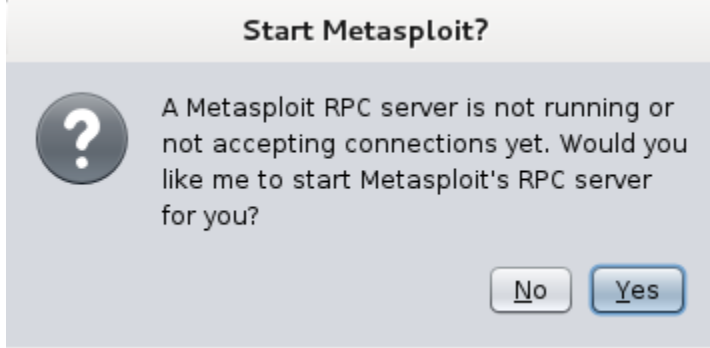 Start Metasploit?
A Metasploit RPC server is not running or
not accepting connections yet. Would you
like me to start Metasploit's RPC server
for you?
No
Yes